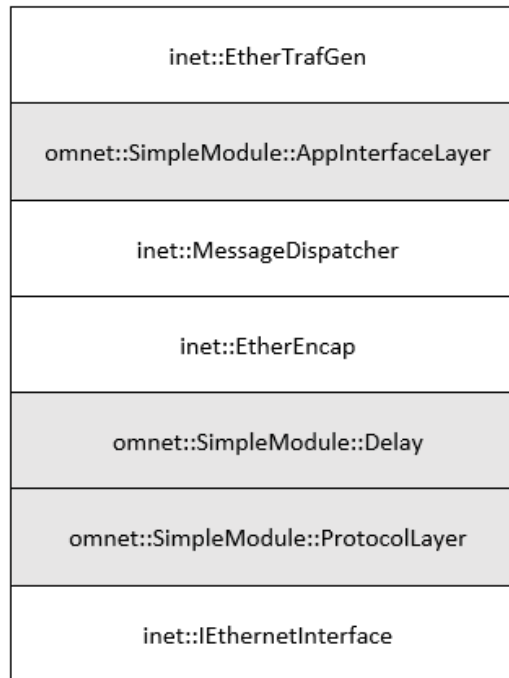 inet::EtherTrafGen
omnet::SimpleModule::AppInterfaceLayer
inet::MessageDispatcher
inet::EtherEncap
omnet::SimpleModule::Delay
omnet::SimpleModule::ProtocolLayer
inet::IEthernetInterface